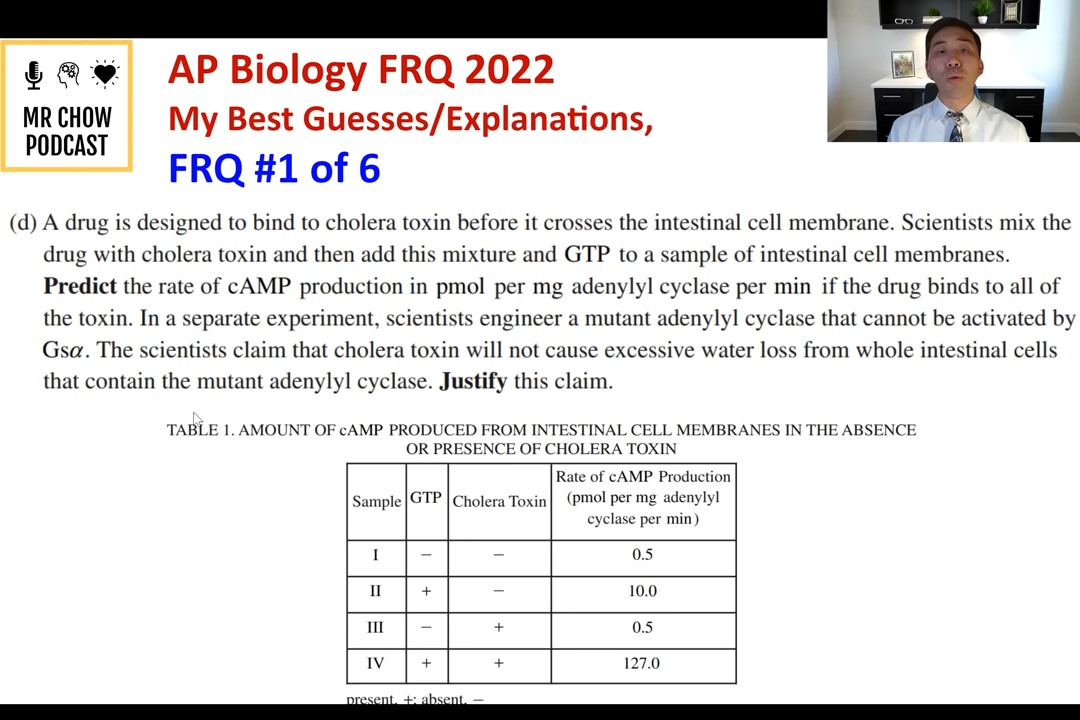 MR CHOW
PODCAST
AP Biology FRQ 2022
My Best Guesses/Explanations,
FRQ #1 of 6
(d) A drug is designed to bind to cholera toxin before it crosses the intestinal cell membrane. Scientists mix the
drug with cholera toxin and then add this mixture and GTP to a sample of intestinal cell membranes.
Predict the rate of cAMP production in pmol per mg adenylyl cyclase per min if the drug binds to all of
the toxin. In a separate experiment, scientists engineer a mutant adenylyl cyclase that cannot be activated by
Gsα. The scientists claim that cholera toxin will not cause excessive water loss from whole intestinal cells
that contain the mutant adenylyl cyclase. Justify this claim.
TABLE 1. AMOUNT OF cAMP PRODUCED FROM INTESTINAL CELL MEMBRANES IN THE ABSENCE
OR PRESENCE OF CHOLERA TOXIN
Sample GTP Cholera Toxin Rate of cAMP Production
(pmol per mg adenylyl
cyclase per min)
I − − 0.5
II + − 10.0
III − + 0.5
IV + + 127.0
present, +; absent, −